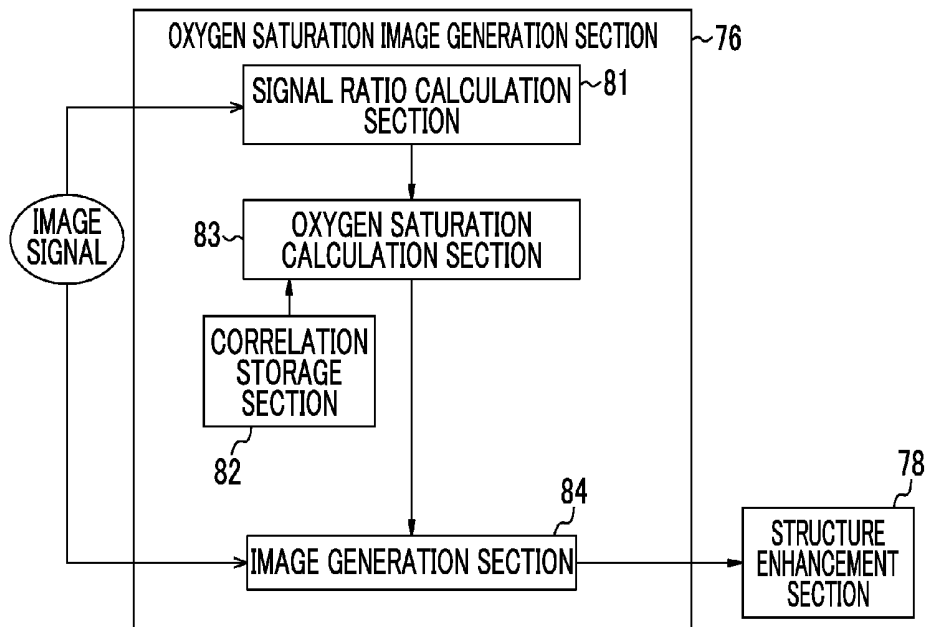 OXYGEN SATURATION IMAGE GENERATION SECTION
76
SIGNAL RATIO CALCULATION
SECTION
81
IMAGE
SIGNAL
83
OXYGEN SATURATION
CALCULATION SECTION
CORRELATION
STORAGE
SECTION
82
84
IMAGE GENERATION SECTION
78
STRUCTURE
ENHANCEMENT
SECTION